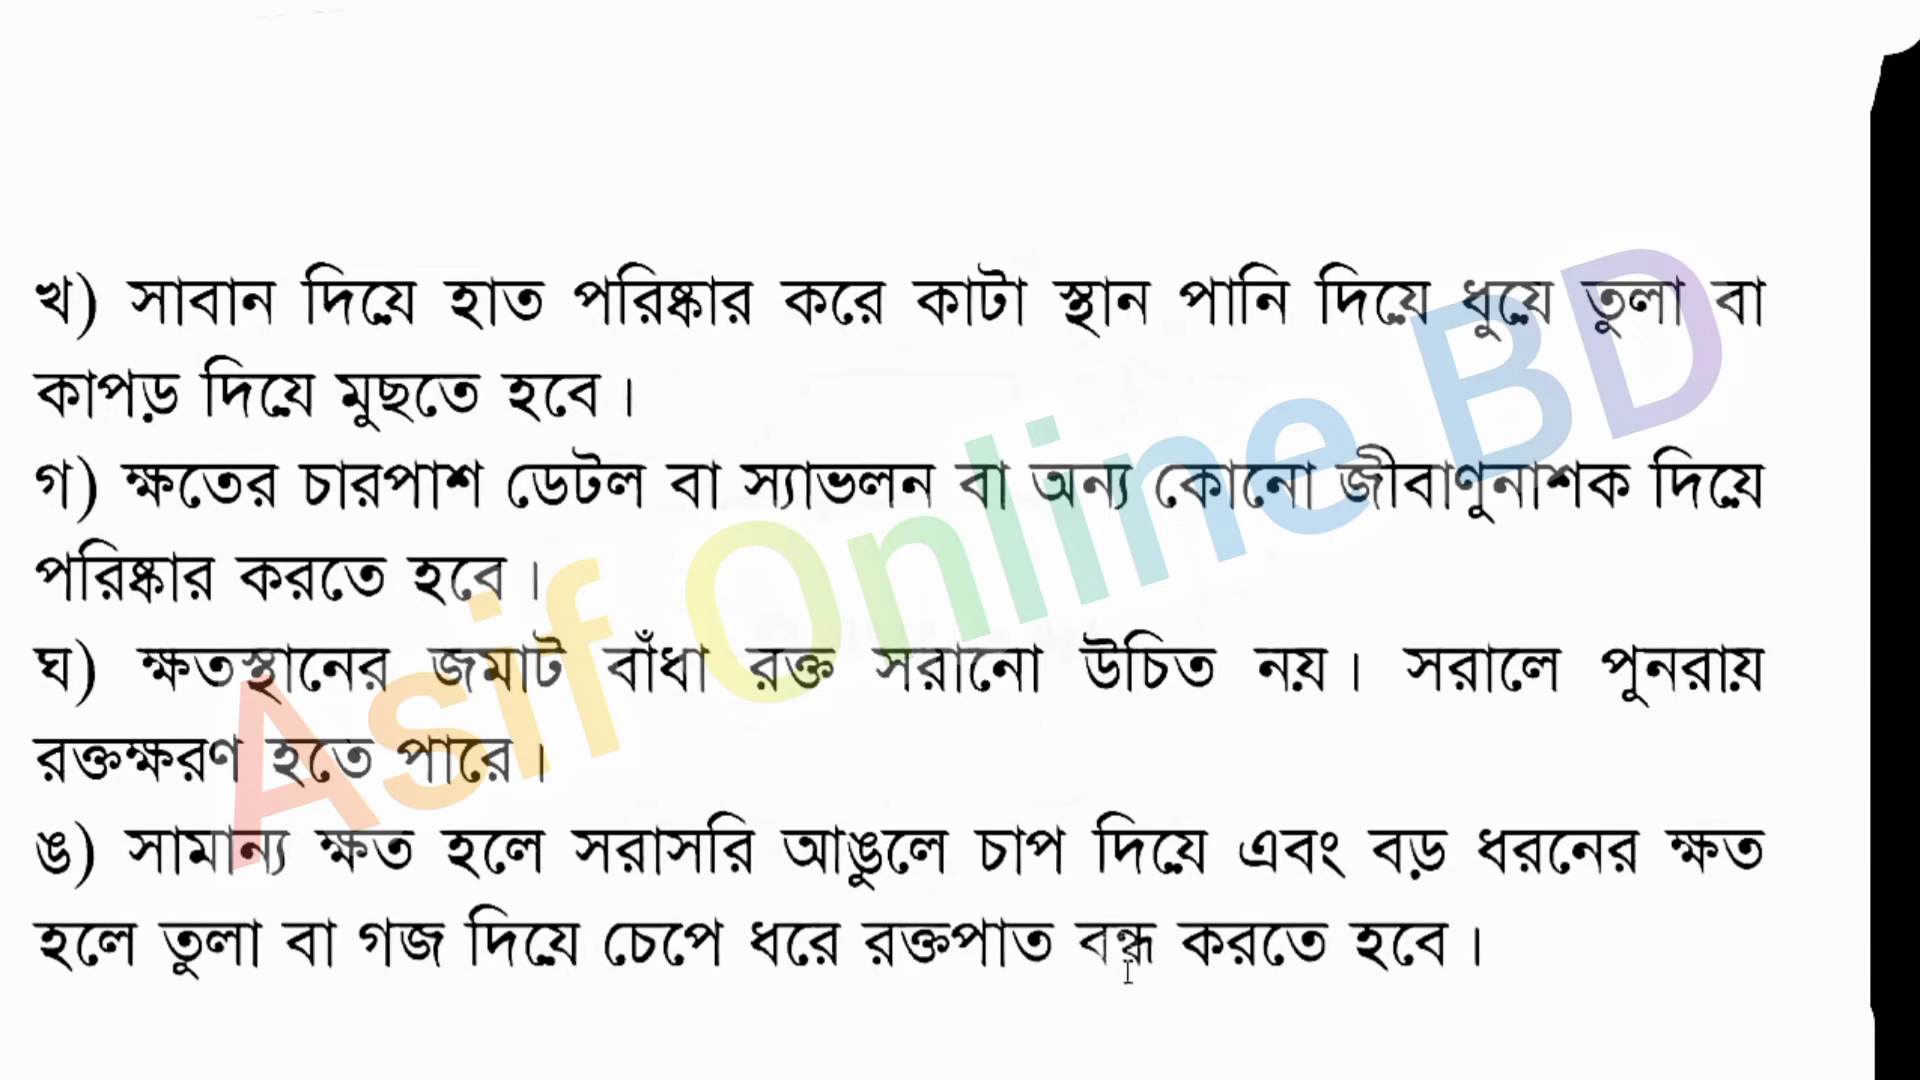 খ) সাবান দিয়ে হাত পরিষ্কার করে কাটা স্থান পানি দিয়ে ধুয়ে তুলা বা
কাপড় দিয়ে মুছতে হবে।
গ) ক্ষতের চারপাশ ডেটল বা স্যাভলন বা অন্য কোনো জীবাণুনাশক দিয়ে
পরিষ্কার করতে হবে।
ঘ) ক্ষতস্থানের জমাট বাঁধা রক্ত সরানো উচিত নয়। সরালে পুনরায়
রক্তক্ষরণ হতে পারে।
ঙ) সামান্য ক্ষত হলে সরাসরি আঙুলে চাপ দিয়ে এবং বড় ধরনের ক্ষত
হলে তুলা বা গজ দিয়ে চেপে ধরে রক্তপাত বন্ধ করতে হবে।
Asif Online BD